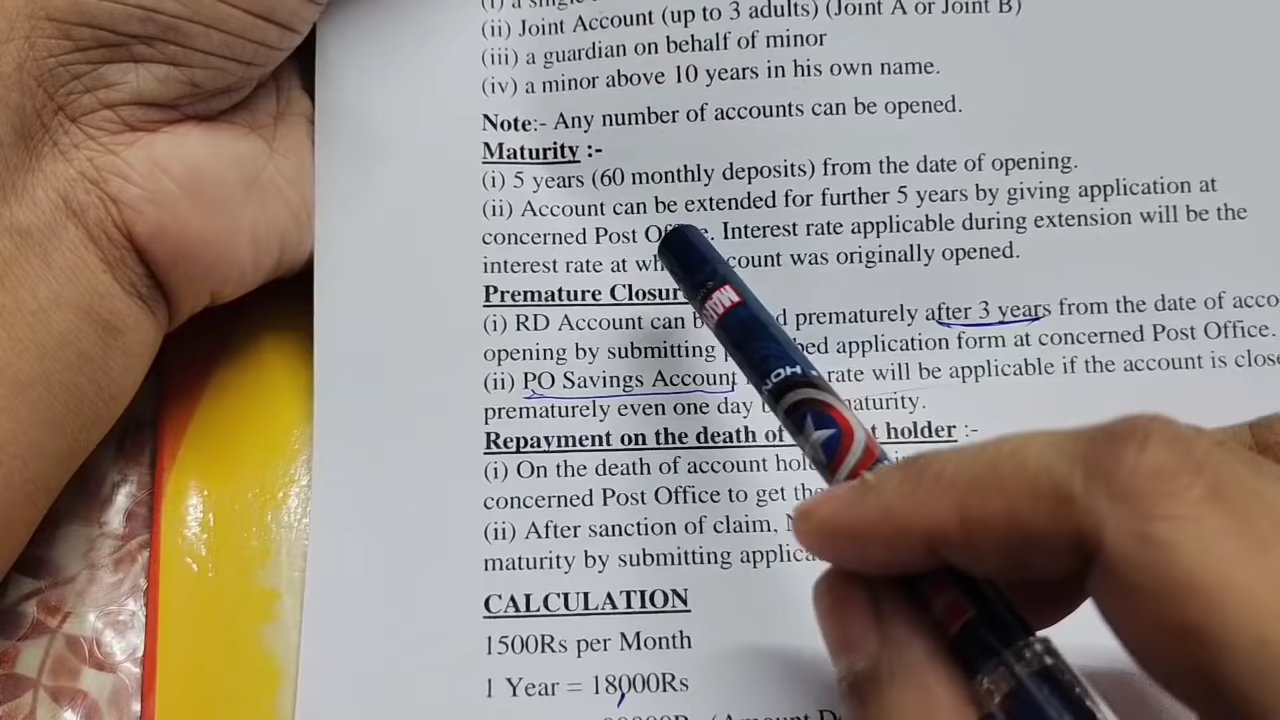 (i) a single
(ii) Joint Account (up to 3 adults) (Joint A or Joint B)
(iii) a guardian on behalf of minor
(iv) a minor above 10 years in his own name.
Note:- Any number of accounts can be opened.
Maturity :-
(i) 5 years (60 monthly deposits) from the date of opening.
(ii) Account can be extended for further 5 years by giving application at
concerned Post Office. Interest rate applicable during extension will be the
interest rate at wh count was originally opened.
Premature Closur
(i) RD Account can b d prematurely after 3 years from the date of acco
opening by submitting p bed application form at concerned Post Office.
(ii) PO Savings Account rate will be applicable if the account is close
prematurely even one day b maturity.
Repayment on the death of t holder :-
(i) On the death of account hol
concerned Post Office to get the
(ii) After sanction of claim, N
maturity by submitting applica
CALCULATION
1500Rs per Month
1 Year = 18000Rs
MARV